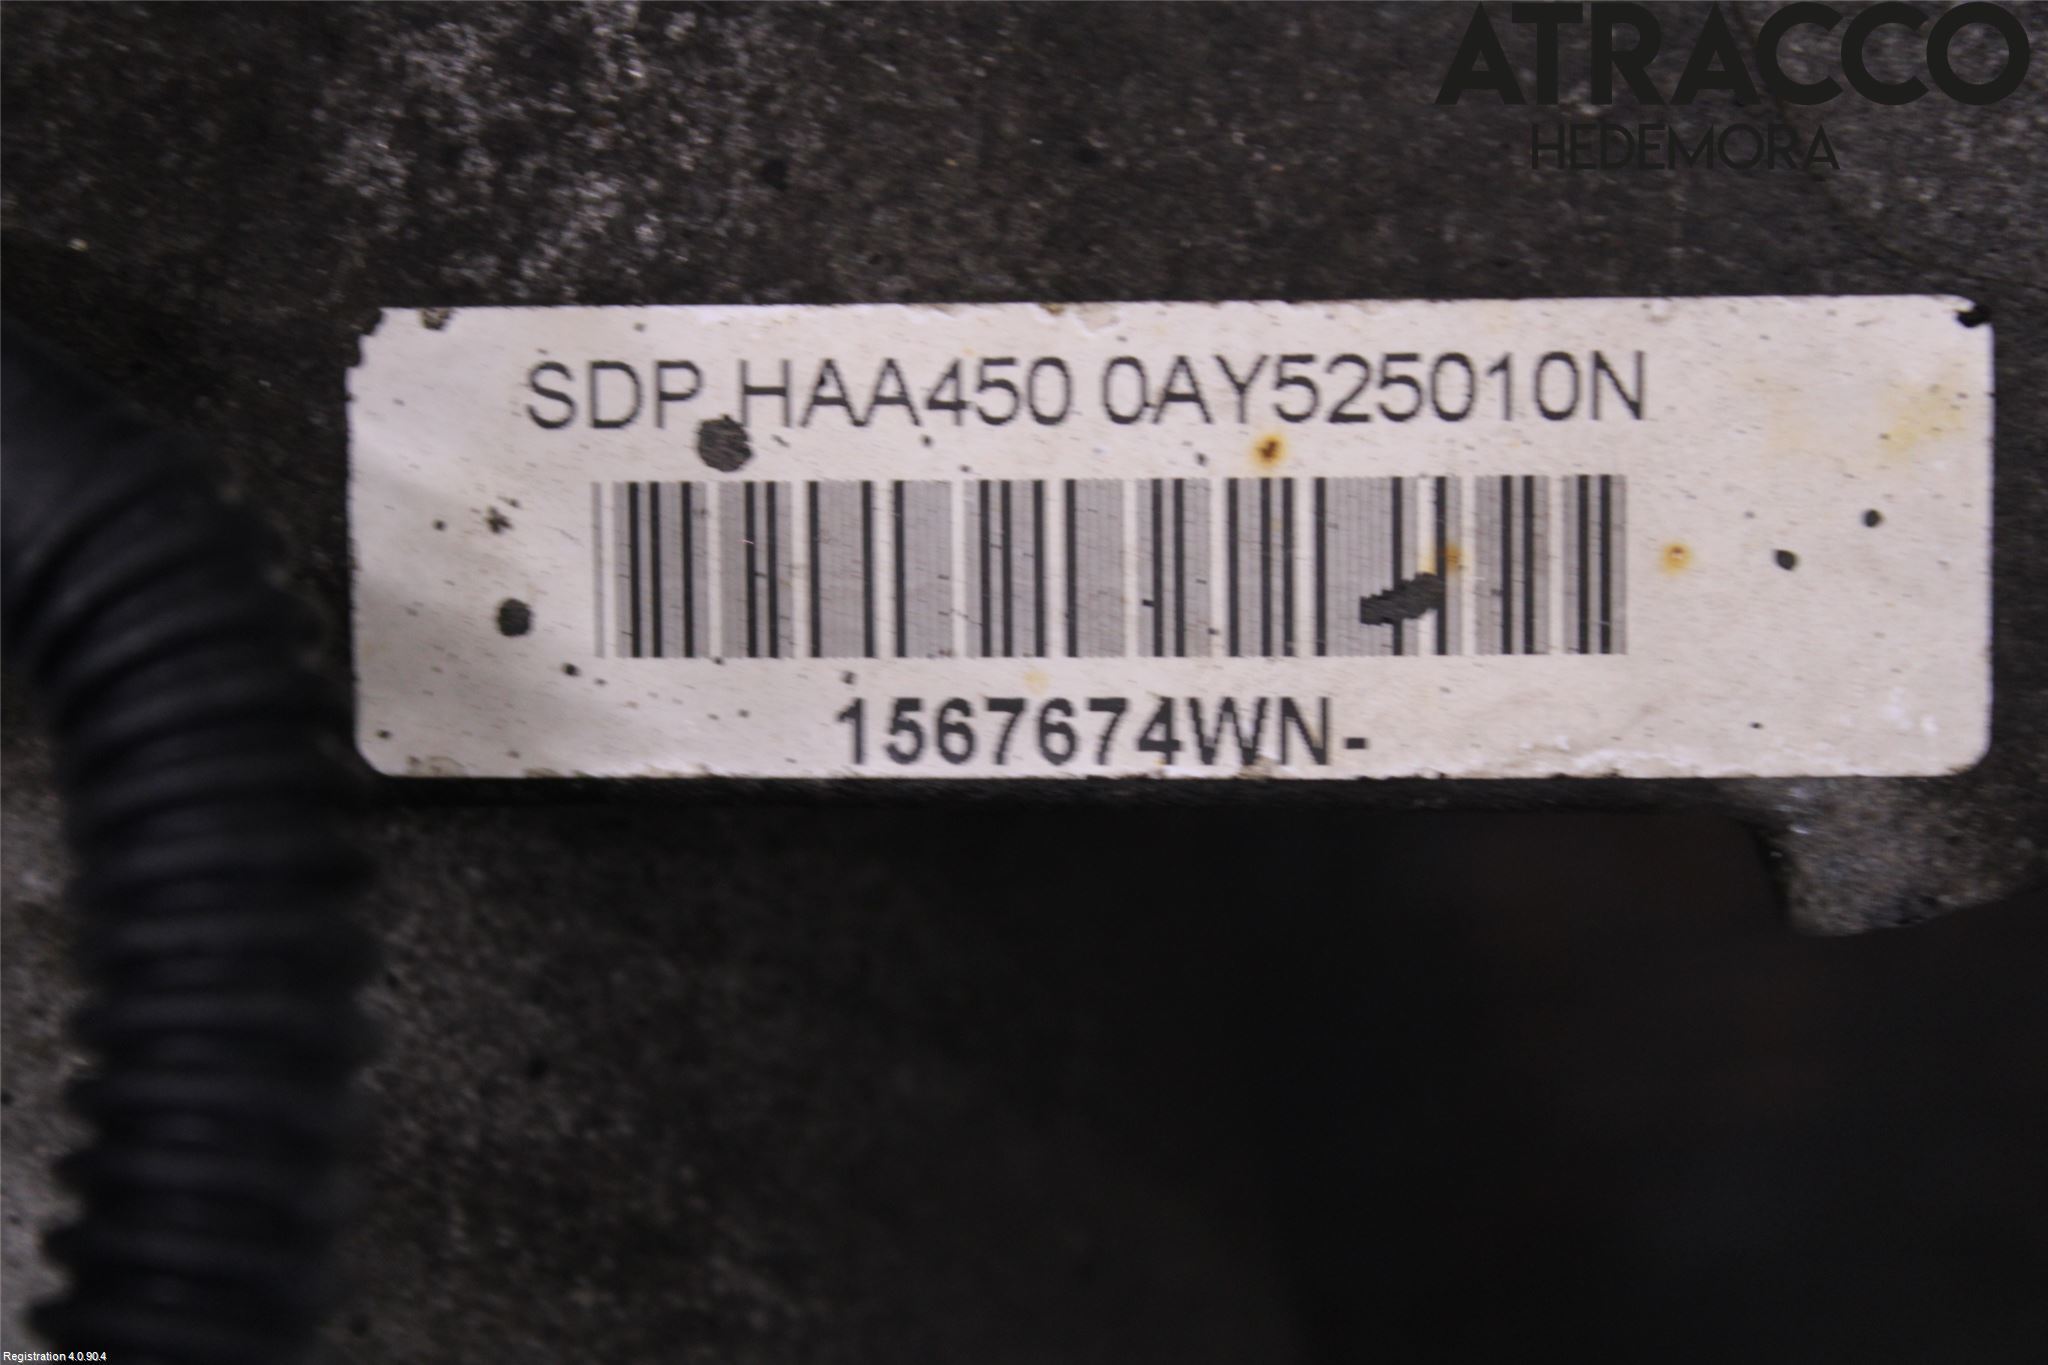 ATRACCO
HEDEMORA
SDP HAA450 0AY525010N
1567674WN-
Registration 4.0.90.4